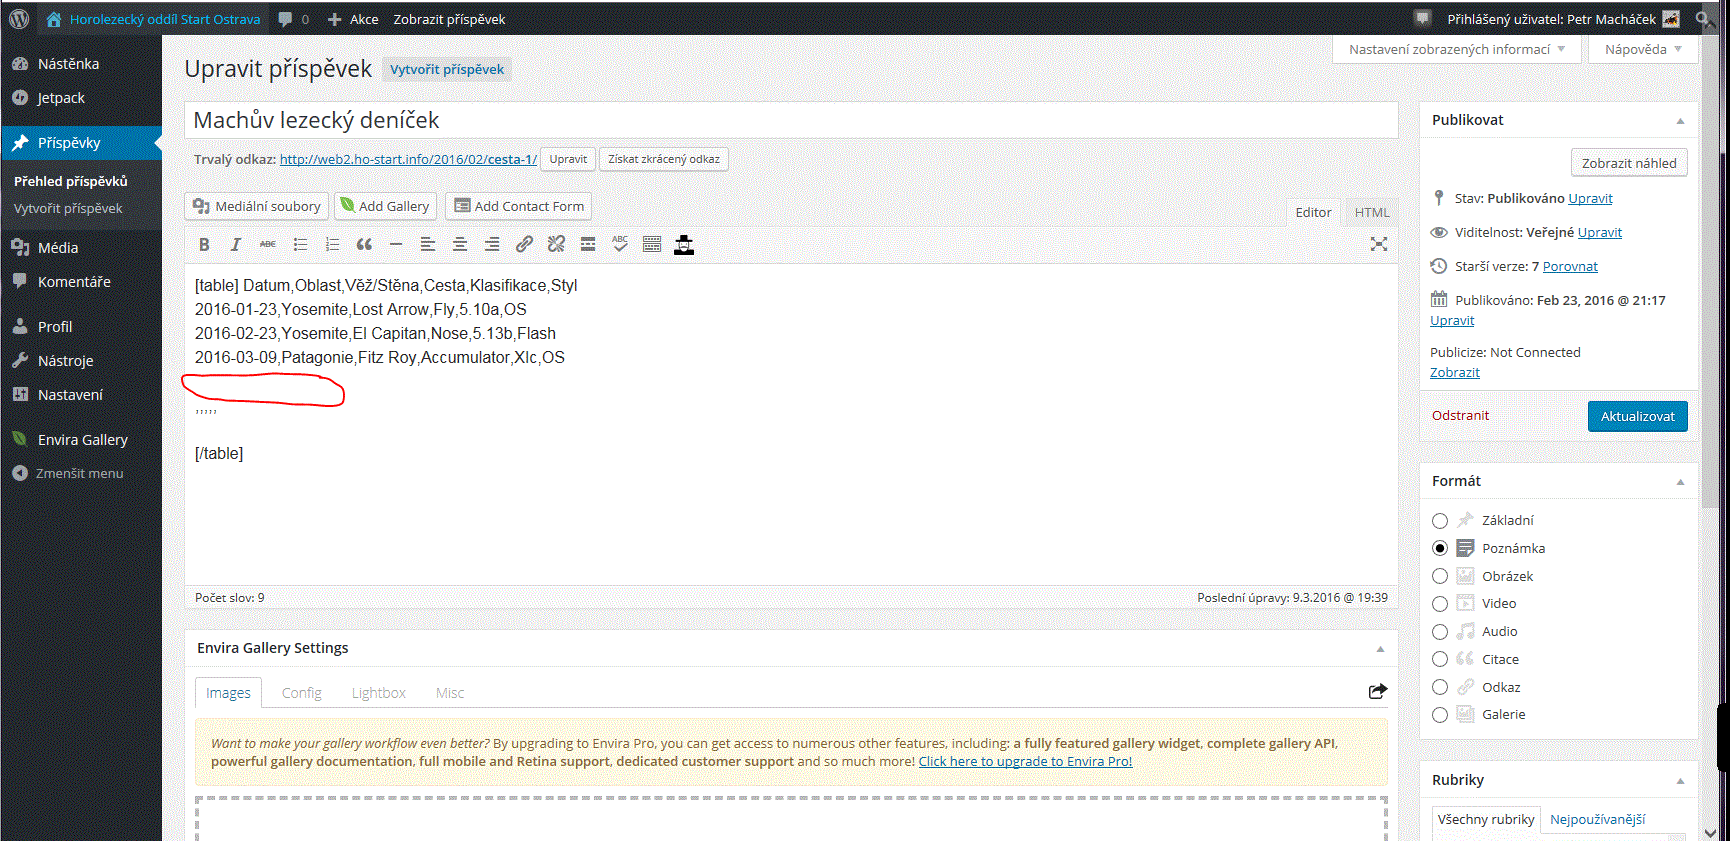 Horolezecký oddíl Start Ostrava 0 Akce Zobrazit příspěvek Přihlášený uživatel: Petr Macháček
Nastavení zobrazených informací Nápověda
Nástěnka
Jetpack
Příspěvky
Přehled příspěvků
Vytvořit příspěvek
Média
Komentáře
Profil
Nástroje
Nastavení
Envira Gallery
Zmenšit menu
Upravit příspěvek Vytvořit příspěvek
Machův lezecký deníček
Trvalý odkaz: http://web2.ho-start.info/2016/02/cesta-1/ Upravit Získat zkrácený odkaz
Mediální soubory Add Gallery Add Contact Form
Editor HTML
B I ABC ABC
[table] Datum,Oblast,Věž/Stěna,Cesta,Klasifikace,Styl
2016-01-23,Yosemite,Lost Arrow,Fly,5.10a,OS
2016-02-23,Yosemite,El Capitan,Nose,5.13b,Flash
2016-03-09,Patagonie,Fitz Roy,Accumulator,XIc,OS
,,,,,
[/table]
Počet slov: 9 Poslední úpravy: 9.3.2016 @ 19:39
Envira Gallery Settings
Images Config Lightbox Misc
Want to make your gallery workflow even better? By upgrading to Envira Pro, you can get access to numerous other features, including: a fully featured gallery widget, complete gallery API,
powerful gallery documentation, full mobile and Retina support, dedicated customer support and so much more! Click here to upgrade to Envira Pro!
Publikovat
Zobrazit náhled
Stav: Publikováno Upravit
Viditelnost: Veřejné Upravit
Starší verze: 7 Porovnat
Publikováno: Feb 23, 2016 @ 21:17
Upravit
Publicize: Not Connected
Zobrazit
Odstranit Aktualizovat
Formát
Základní
Poznámka
Obrázek
Video
Audio
Citace
Odkaz
Galerie
Rubriky
Všechny rubriky Nejpoužívanější